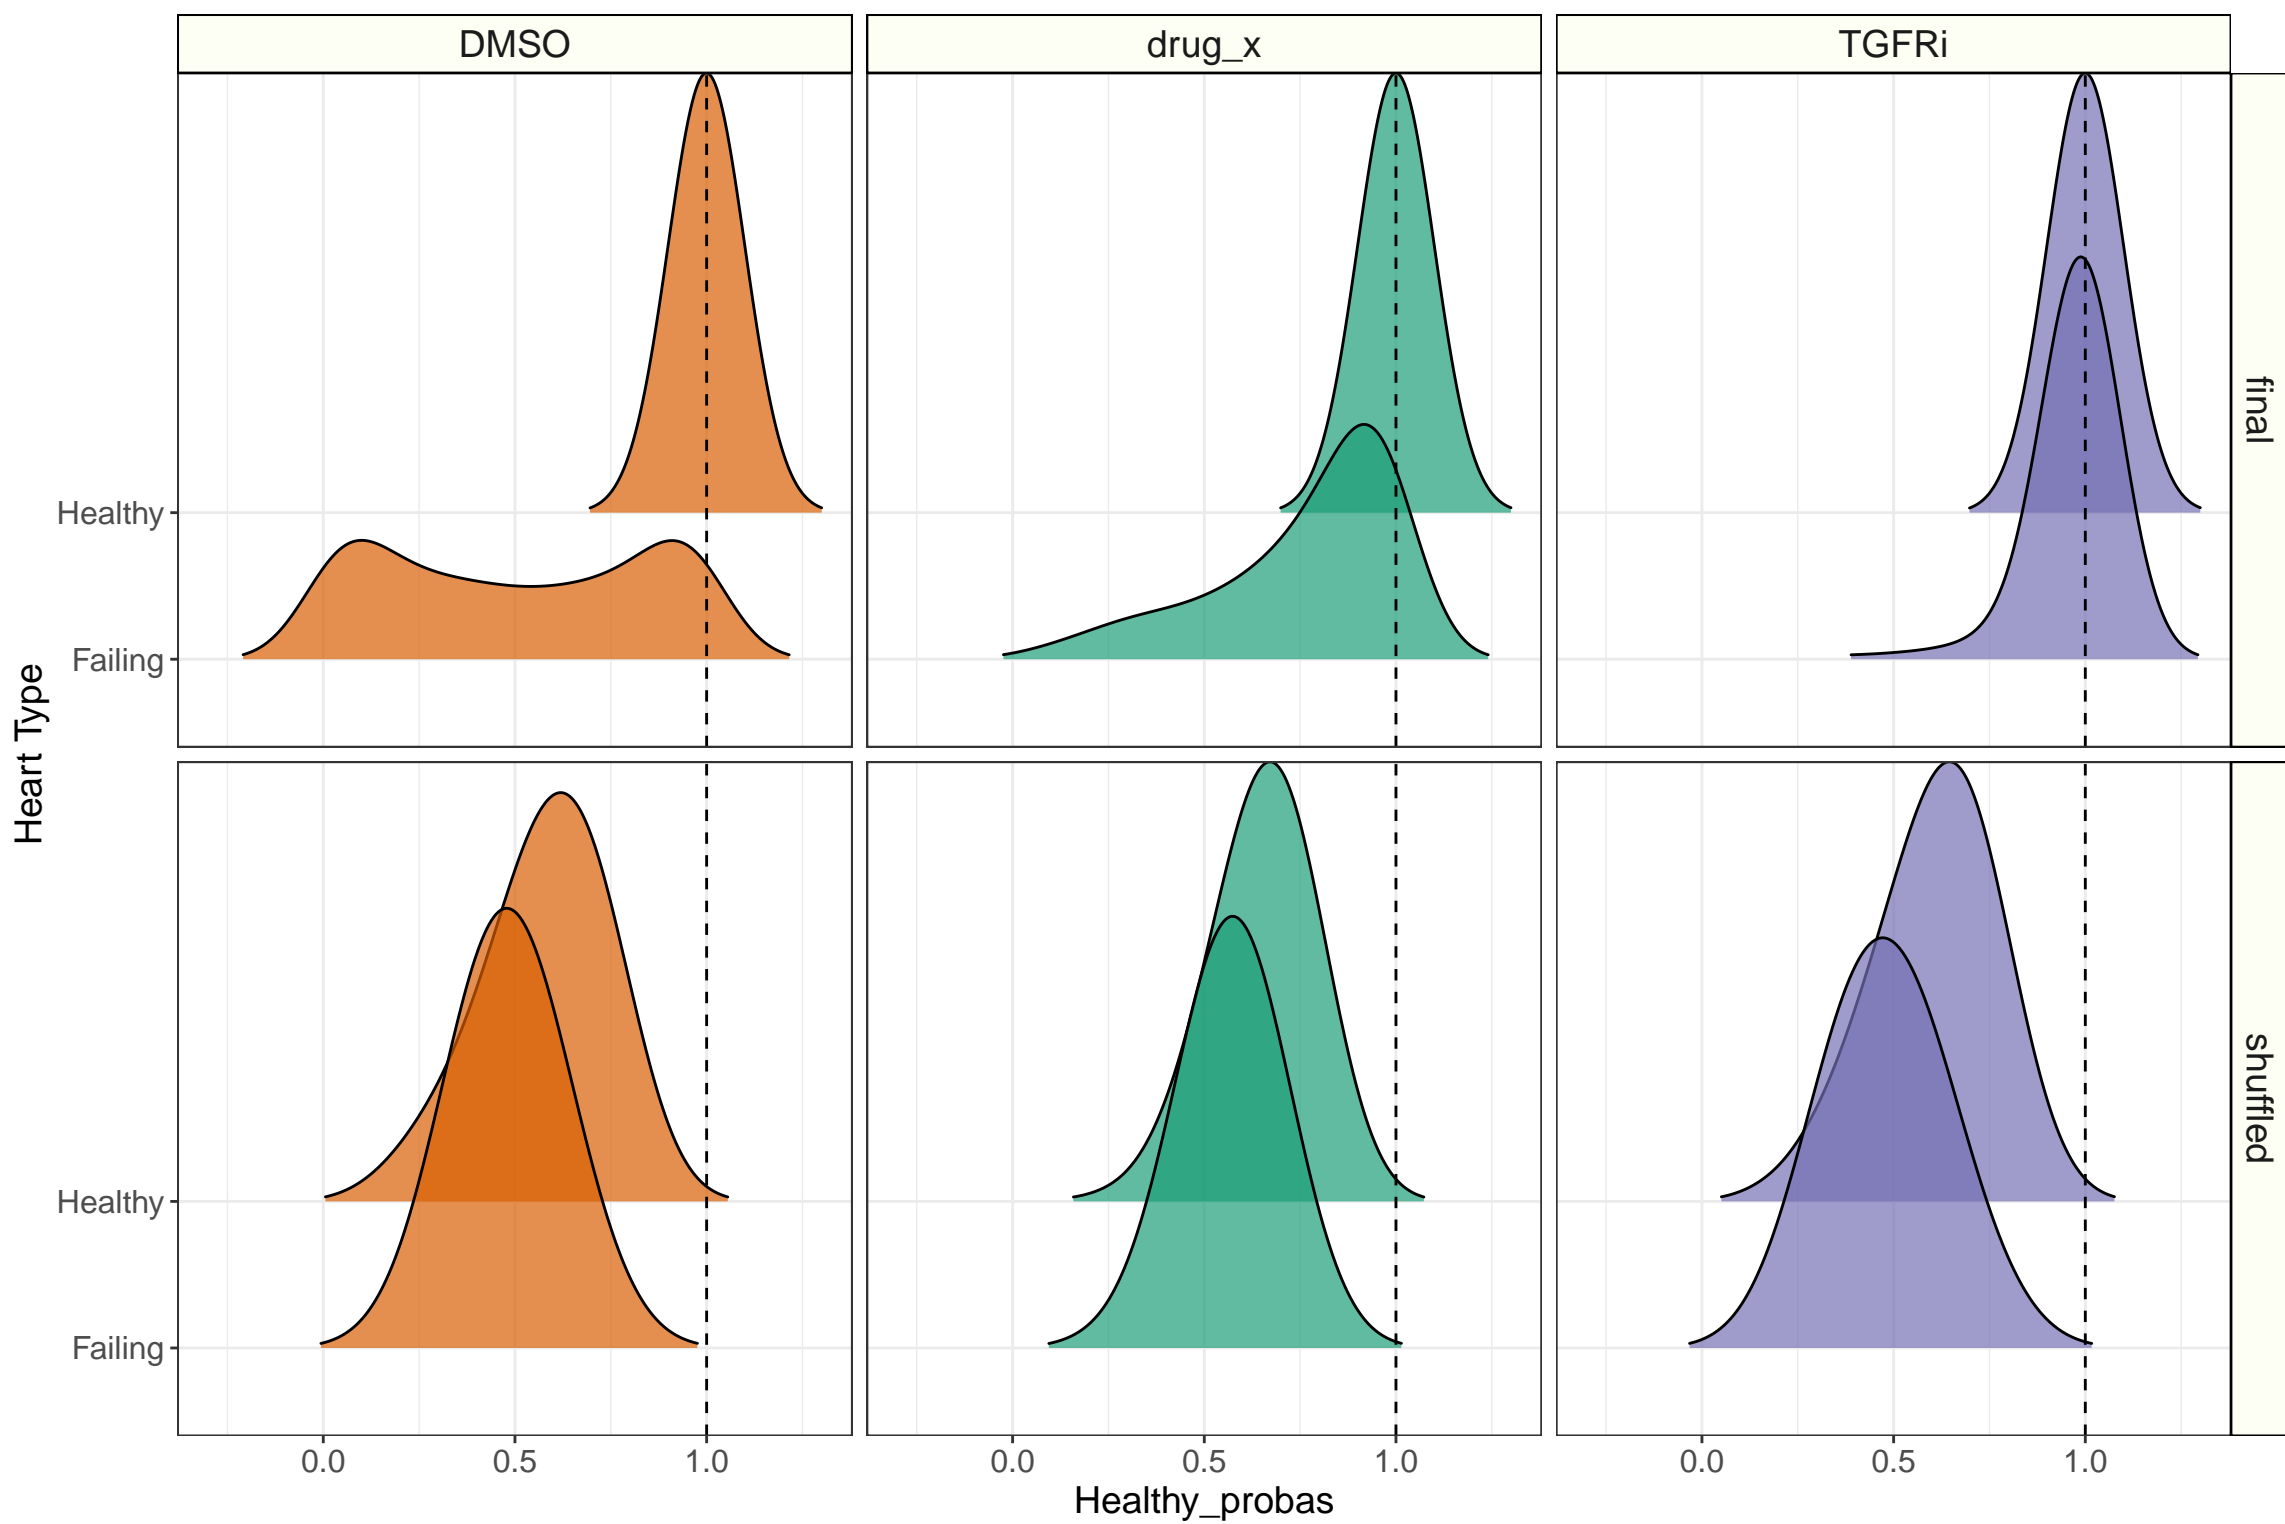 DMSO
drug_x
TGFRi
final
Healthy
Failing
Heart Type
shuffled
Healthy
Failing
0.0 0.5 1.0
0.0 0.5 1.0
0.0 0.5 1.0
Healthy_probas